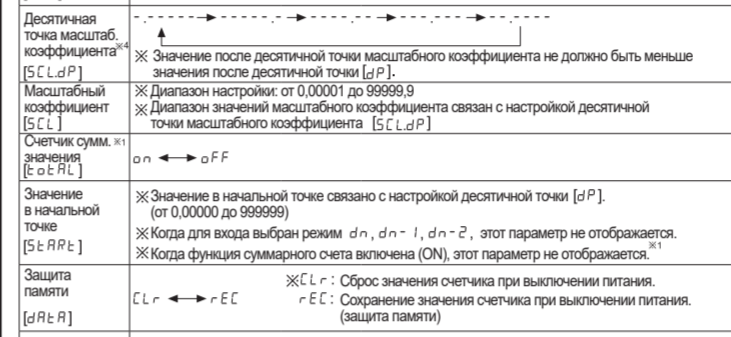 Десятичная
точка масштаб.
коэффициента※4
[SCL.dP]
-.-----→-----.-→----.--→---.---→--.----
※ Значение после десятичной точки масштабного коэффициента не должно быть меньше
значения после десятичной точки [dP].
Масштабный
коэффициент
[SCL]
※ Диапазон настройки: от 0,00001 до 99999,9
※ Диапазон значений масштабного коэффициента связан с настройкой десятичной
точки масштабного коэффициента [SCL.dP]
Счетчик сумм. ※1
значения
[totAL]
on ↔ oFF
Значение
в начальной
точке
[StARt]
※ Значение в начальной точке связано с настройкой десятичной точки [dP].
(от 0,00000 до 999999)
※ Когда для входа выбран режим dn, dn-1, dn-2, этот параметр не отображается.
※ Когда функция суммарного счета включена (ON), этот параметр не отображается.※1
Защита
памяти
[dAtA]
CLr ↔ rEC
※CLr : Сброс значения счетчика при выключении питания.
rEC : Сохранение значения счетчика при выключении питания.
(защита памяти)